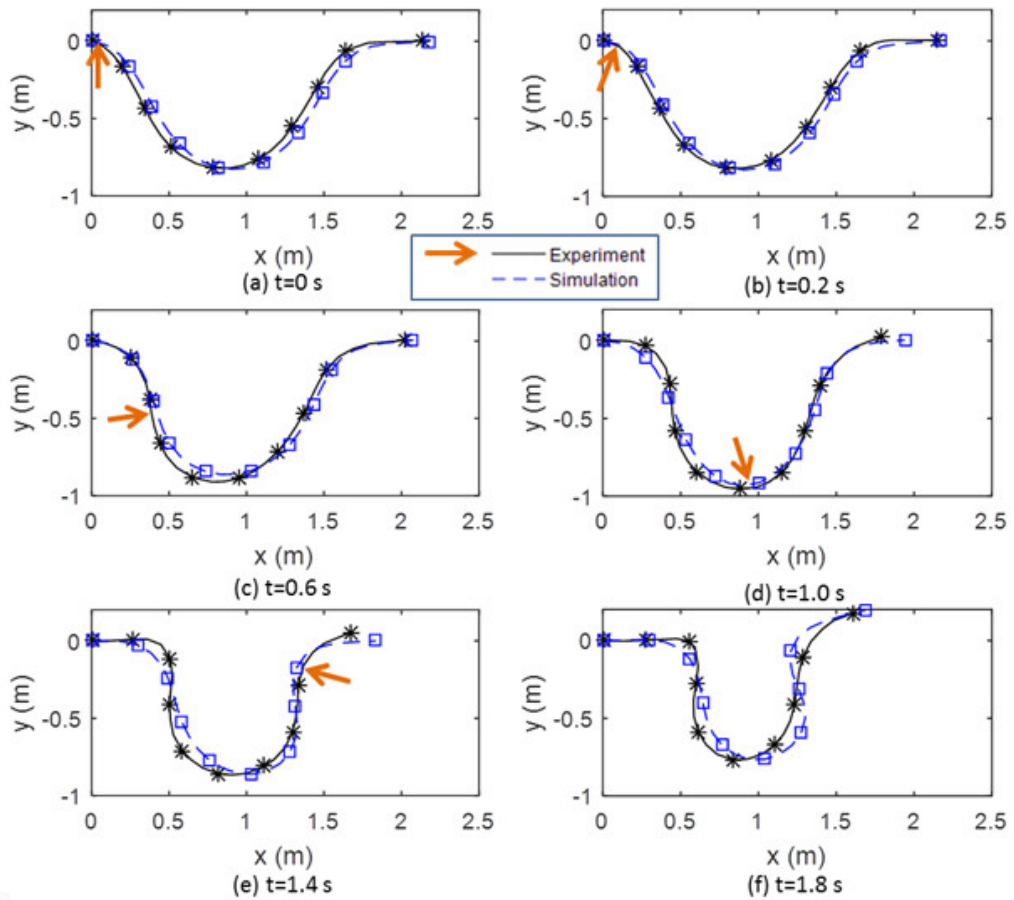 0
-0.5
-1
y (m)
0 0.5 1 1.5 2 2.5
x (m)
(a) t=0 s
0
-0.5
-1
y (m)
0 0.5 1 1.5 2 2.5
x (m)
(b) t=0.2 s
Experiment
Simulation
0
-0.5
-1
y (m)
0 0.5 1 1.5 2 2.5
x (m)
(c) t=0.6 s
0
-0.5
-1
y (m)
0 0.5 1 1.5 2 2.5
x (m)
(d) t=1.0 s
0
-0.5
-1
y (m)
0 0.5 1 1.5 2 2.5
x (m)
(e) t=1.4 s
0
-0.5
-1
y (m)
0 0.5 1 1.5 2 2.5
x (m)
(f) t=1.8 s